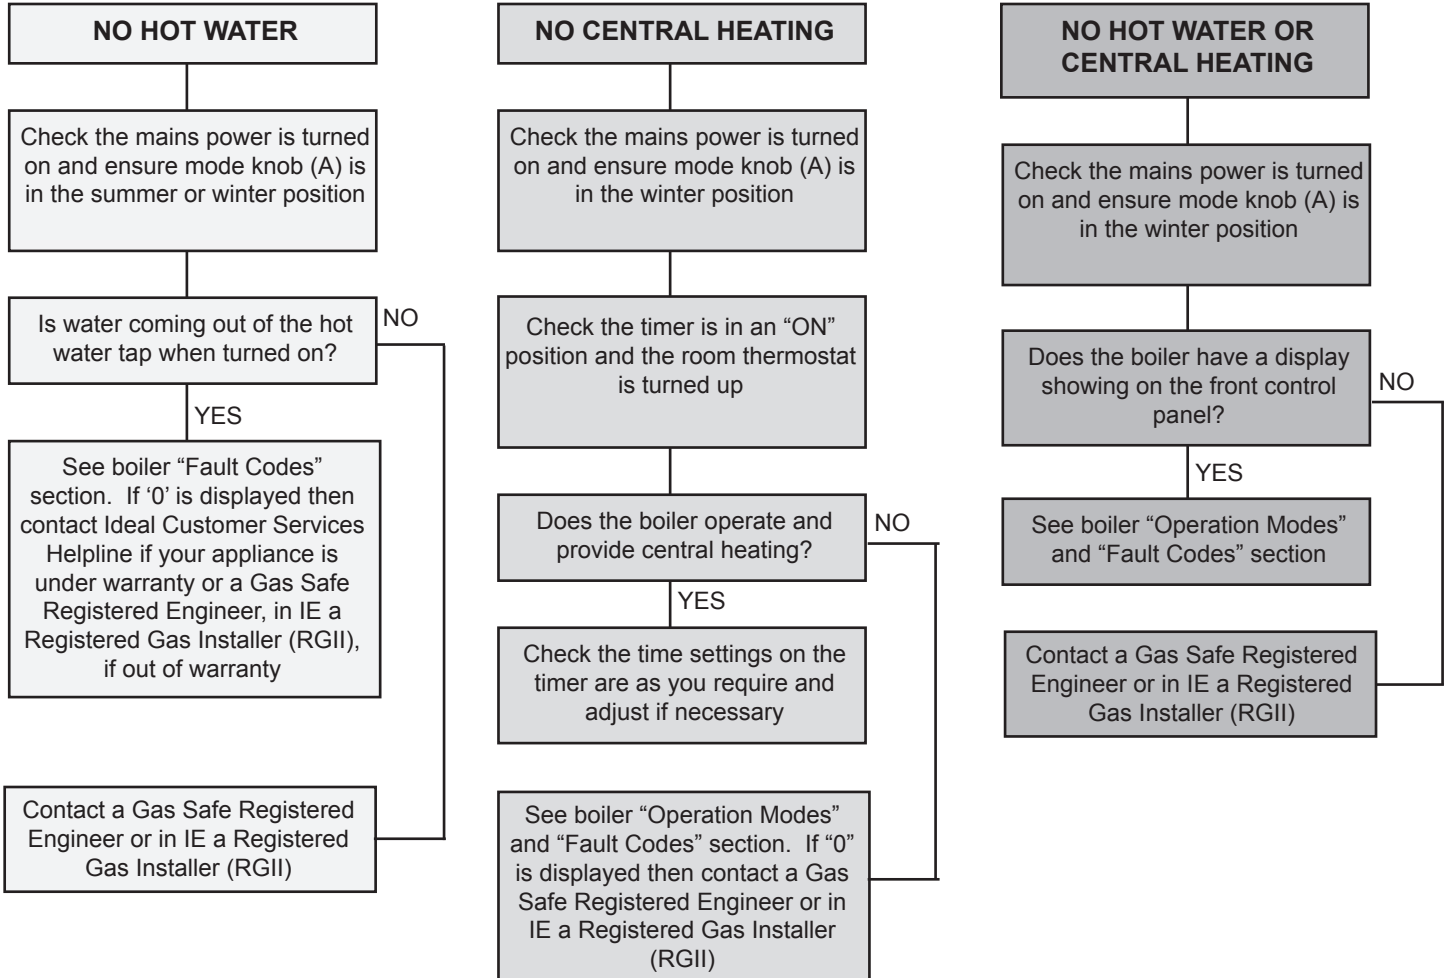 NO HOT WATER
Check the mains power is turned
on and ensure mode knob (A) is
in the summer or winter position
Is water coming out of the hot
water tap when turned on?
NO
YES
See boiler “Fault Codes”
section. If ‘0’ is displayed then
contact Ideal Customer Services
Helpline if your appliance is
under warranty or a Gas Safe
Registered Engineer, in IE a
Registered Gas Installer (RGII),
if out of warranty
Contact a Gas Safe Registered
Engineer or in IE a Registered
Gas Installer (RGII)
NO CENTRAL HEATING
Check the mains power is turned
on and ensure mode knob (A) is
in the winter position
Check the timer is in an “ON”
position and the room thermostat
is turned up
Does the boiler operate and
provide central heating?
NO
YES
Check the time settings on the
timer are as you require and
adjust if necessary
See boiler “Operation Modes”
and “Fault Codes” section. If “0”
is displayed then contact a Gas
Safe Registered Engineer or in
IE a Registered Gas Installer
(RGII)
NO HOT WATER OR
CENTRAL HEATING
Check the mains power is turned
on and ensure mode knob (A) is
in the winter position
Does the boiler have a display
showing on the front control
panel?
NO
YES
See boiler “Operation Modes”
and “Fault Codes” section
Contact a Gas Safe Registered
Engineer or in IE a Registered
Gas Installer (RGII)